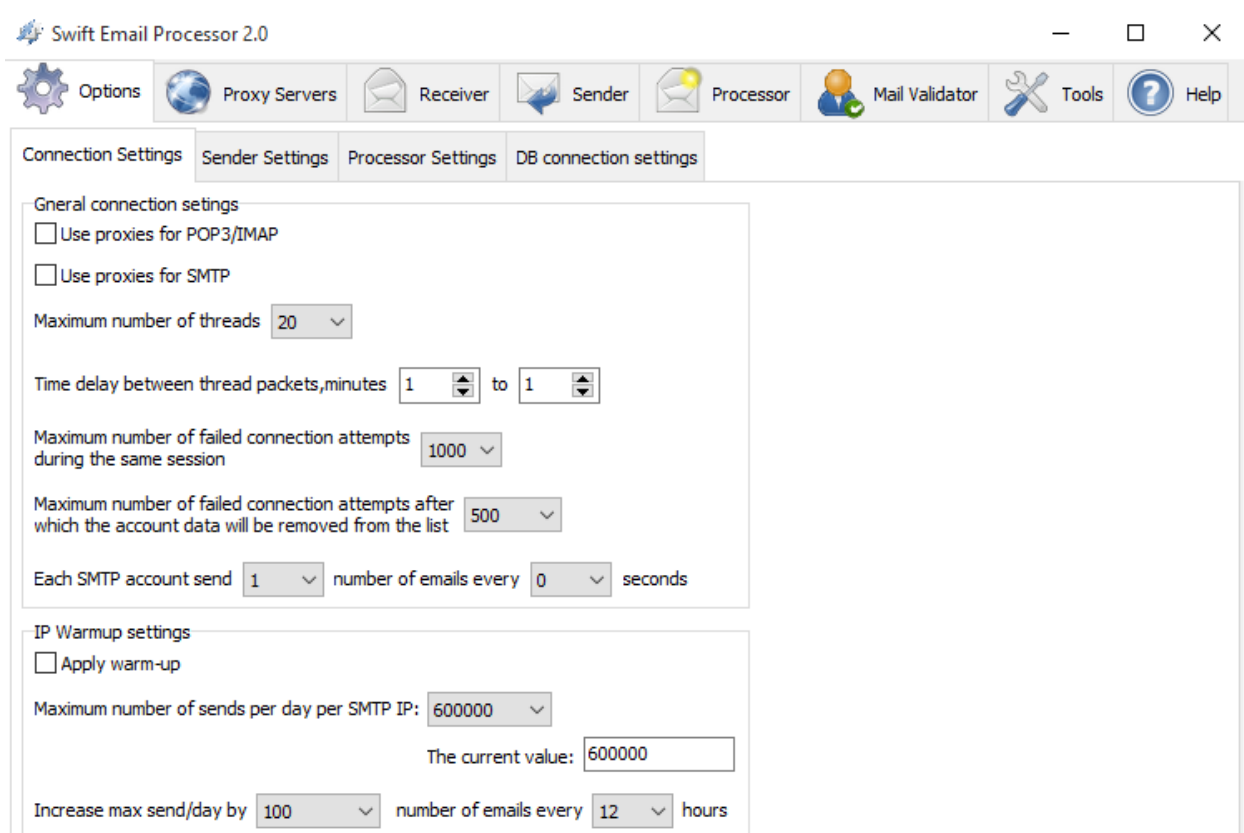 Swift Email Processor 2.0
Options Proxy Servers Receiver Sender Processor Mail Validator Tools Help
Connection Settings Sender Settings Processor Settings DB connection settings
Gneral connection setings
Use proxies for POP3/IMAP
Use proxies for SMTP
Maximum number of threads 20
Time delay between thread packets,minutes 1 to 1
Maximum number of failed connection attempts
during the same session 1000
Maximum number of failed connection attempts after
which the account data will be removed from the list 500
Each SMTP account send 1 number of emails every 0 seconds
IP Warmup settings
Apply warm-up
Maximum number of sends per day per SMTP IP: 600000
The current value: 600000
Increase max send/day by 100 number of emails every 12 hours